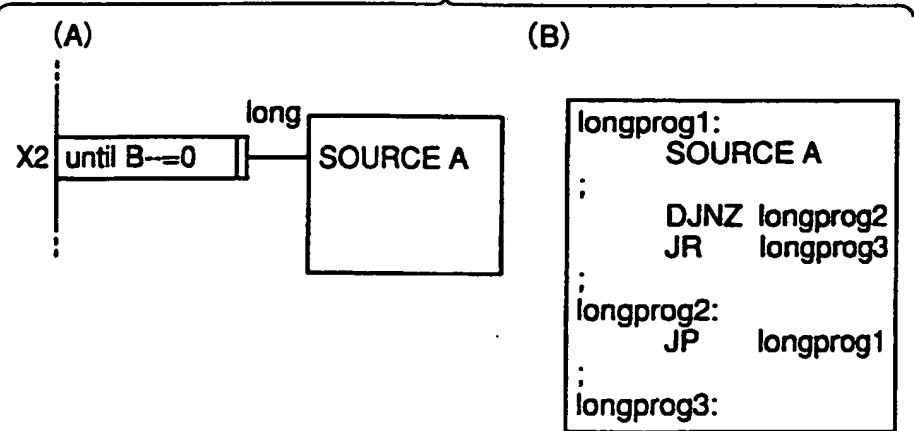 (A)
(B)
long
X2 until B--=0
SOURCE A
longprog1:
SOURCE A
;
DJNZ longprog2
JR longprog3
;
longprog2:
JP longprog1
;
longprog3: